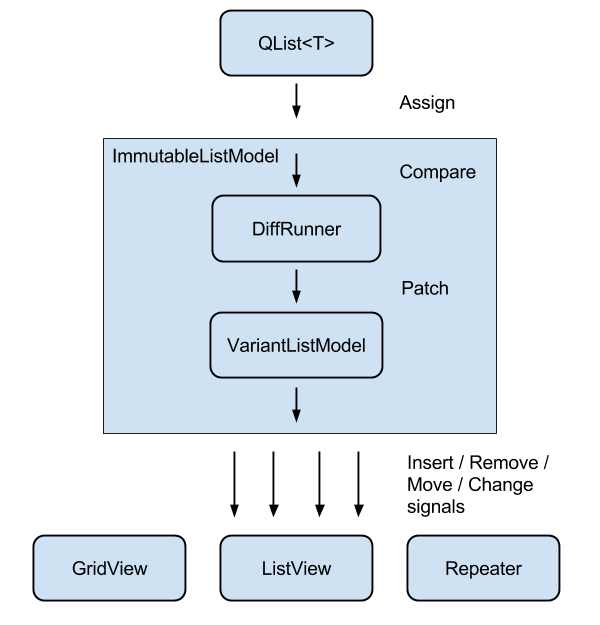 QList<T>
Assign
ImmutableListModel
Compare
DiffRunner
Patch
VariantListModel
Insert / Remove /
Move / Change
signals
GridView
ListView
Repeater